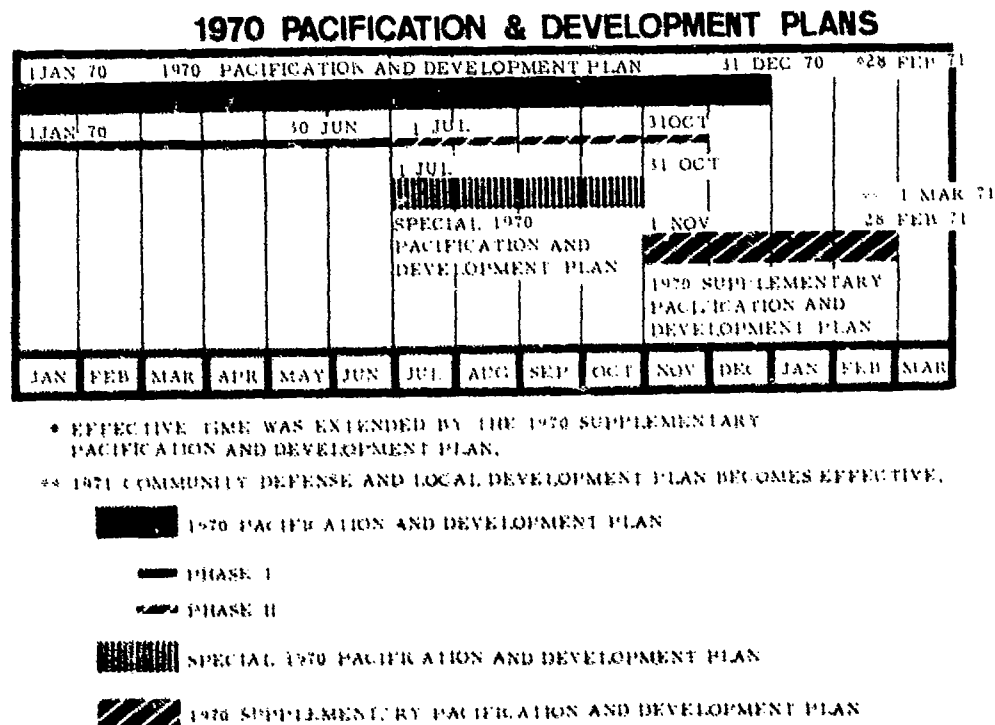 1970 PACIFICATION & DEVELOPMENT PLANS
1 JAN 70 1970 PACIFICATION AND DEVELOPMENT PLAN 31 DEC 70 *28 FEB 71
1 JAN 70 30 JUN 1 JUL 31 OCT
1 JUL 31 OCT
** 1 MAR 71
SPECIAL 1970 1 NOV 28 FEB 71
PACIFICATION AND
DEVELOPMENT PLAN
1970 SUPPLEMENTARY
PACIFICATION AND
DEVELOPMENT PLAN
JAN FEB MAR APR MAY JUN JUL AUG SEP OCT NOV DEC JAN FEB MAR
* EFFECTIVE TIME WAS EXTENDED BY THE 1970 SUPPLEMENTARY
PACIFICATION AND DEVELOPMENT PLAN.
** 1971 COMMUNITY DEFENSE AND LOCAL DEVELOPMENT PLAN BECOMES EFFECTIVE.
1970 PACIFICATION AND DEVELOPMENT PLAN
PHASE I
PHASE II
SPECIAL 1970 PACIFICATION AND DEVELOPMENT PLAN
1970 SUPPLEMENTARY PACIFICATION AND DEVELOPMENT PLAN